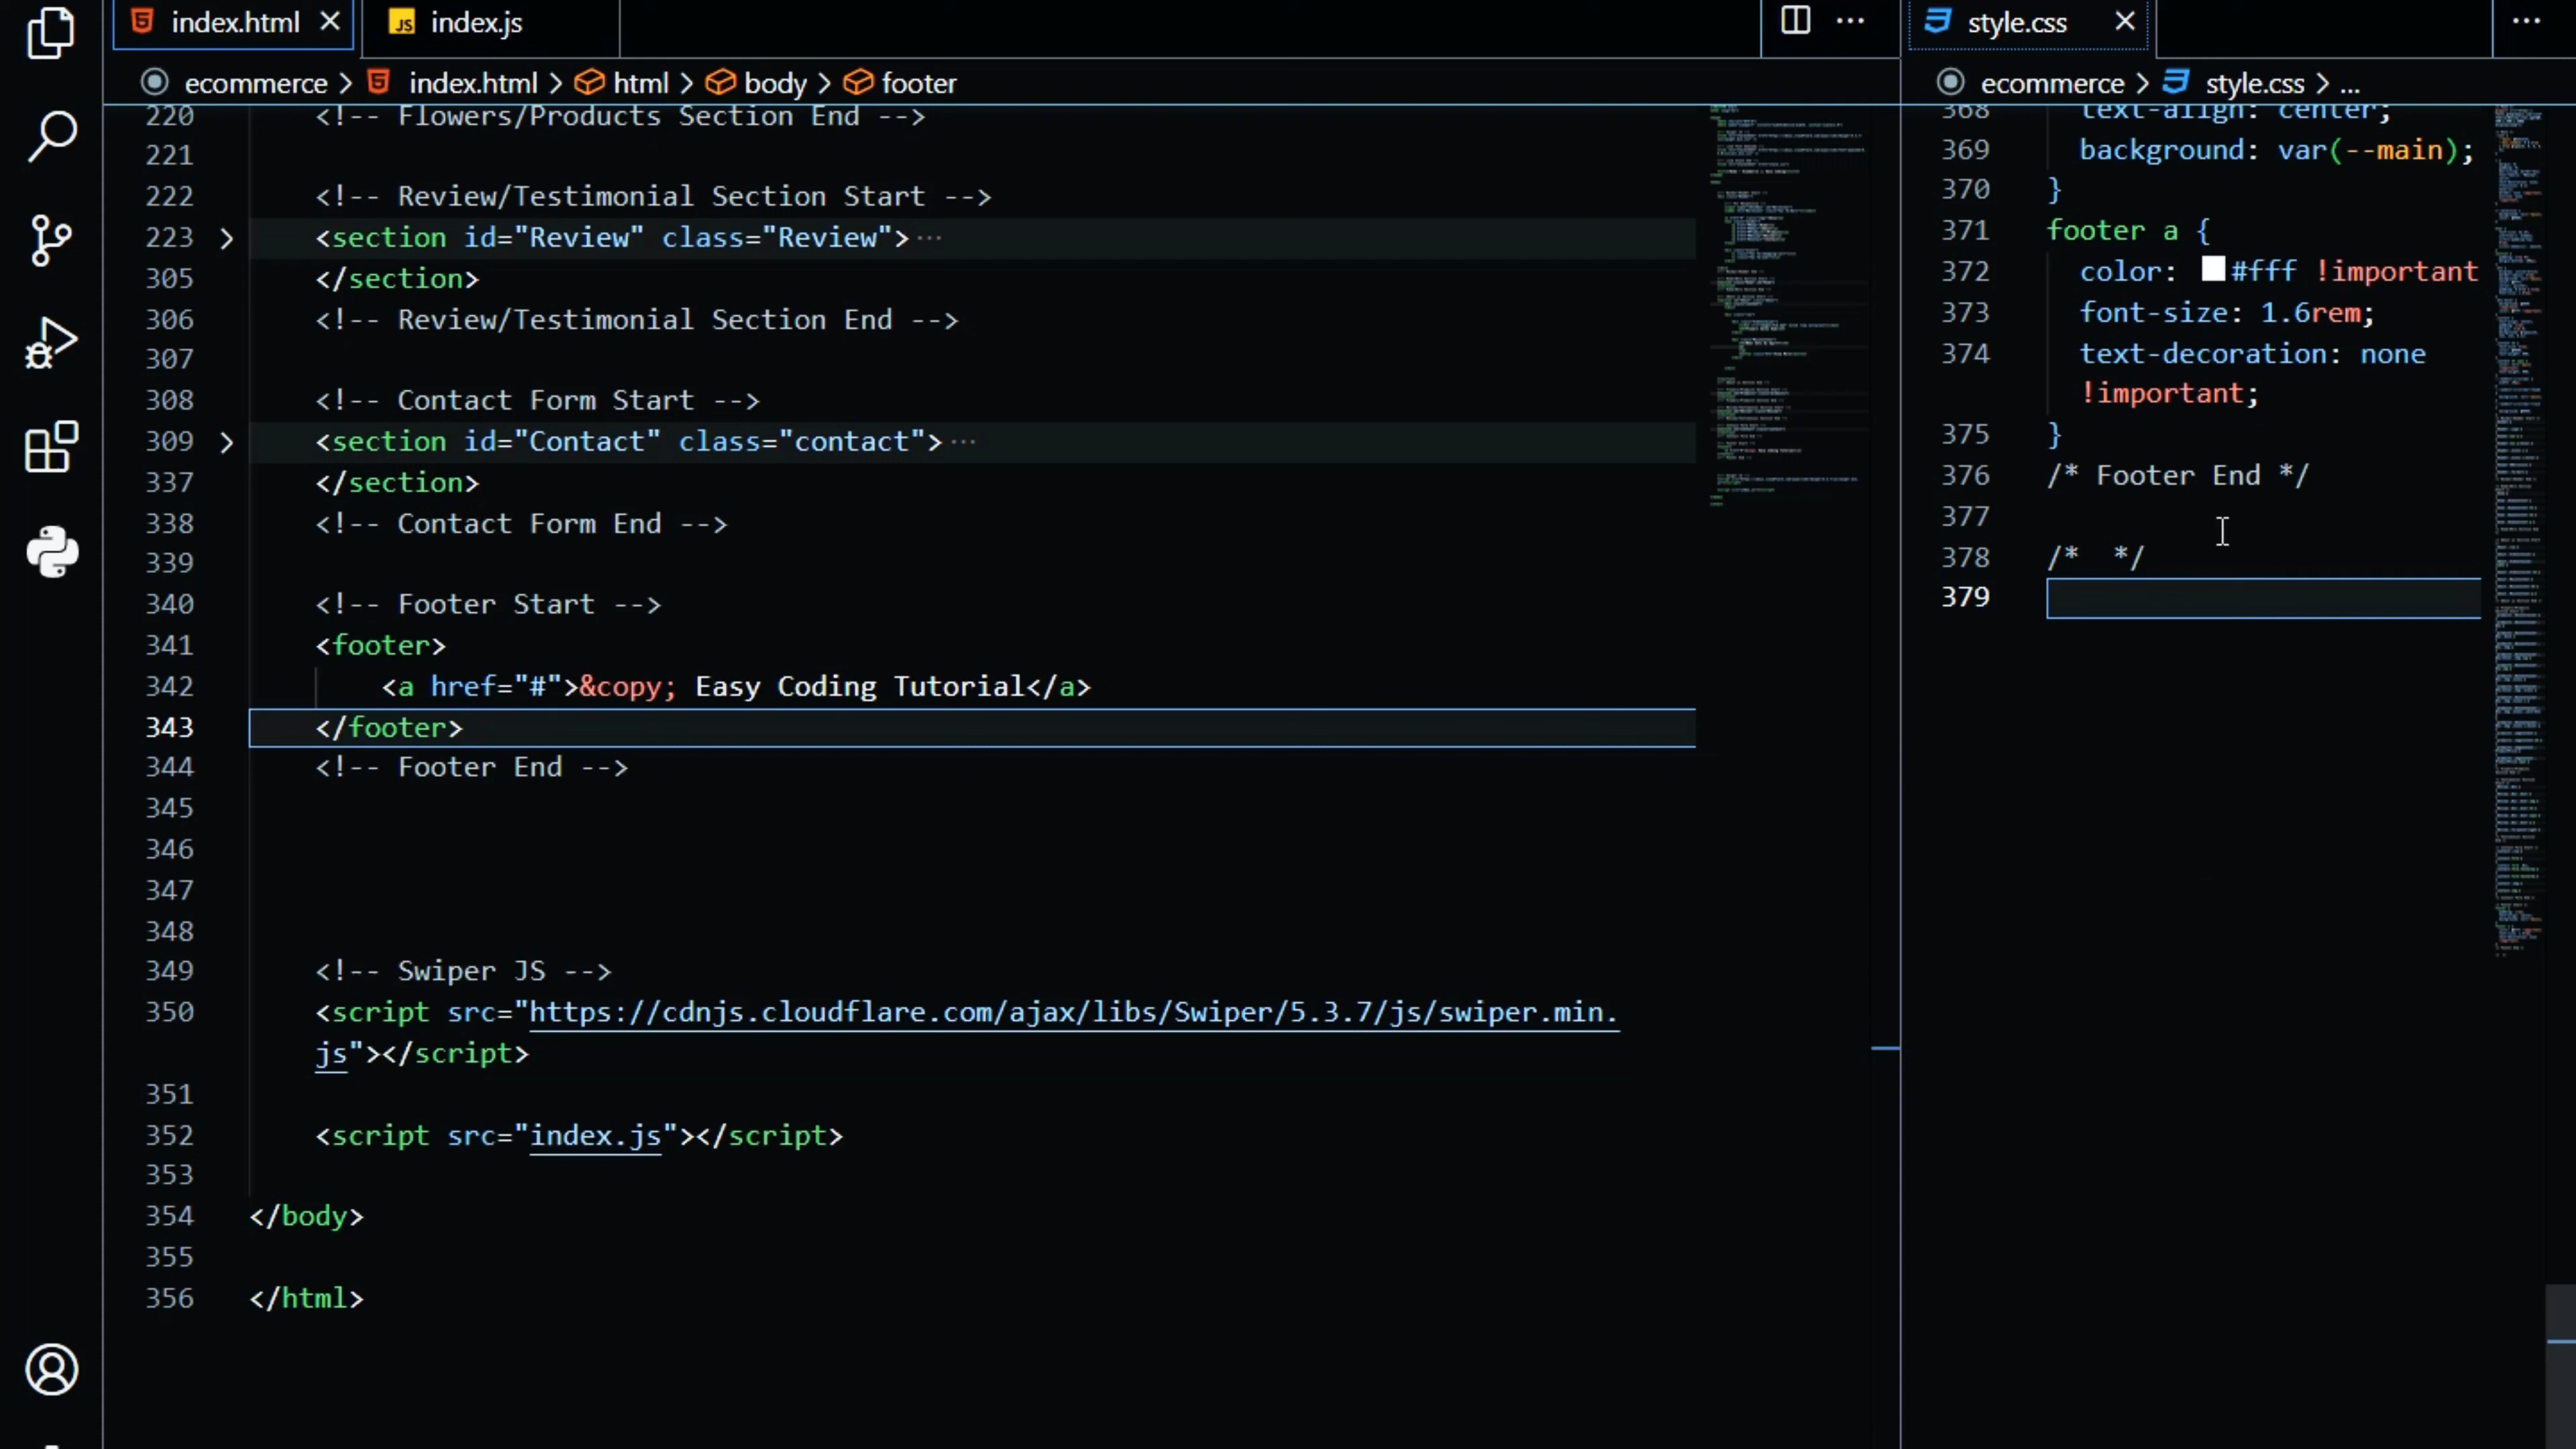 index.html
JS index.js
style.css
ecommerce > index.html > html > body > footer
ecommerce > style.css > ...
220 <!-- Flowers/Products Section End -->
221
222 <!-- Review/Testimonial Section Start -->
223 <section id="Review" class="Review">...
305 </section>
306 <!-- Review/Testimonial Section End -->
307
308 <!-- Contact Form Start -->
309 <section id="Contact" class="contact">...
337 </section>
338 <!-- Contact Form End -->
339
340 <!-- Footer Start -->
341 <footer>
342 <a href="#">&copy; Easy Coding Tutorial</a>
343 </footer>
344 <!-- Footer End -->
345
346
347
348
349 <!-- Swiper JS -->
350 <script src="https://cdnjs.cloudflare.com/ajax/libs/Swiper/5.3.7/js/swiper.min.
js"></script>
351
352 <script src="index.js"></script>
353
354 </body>
355
356 </html>
368 text-align: center;
369 background: var(--main);
370 }
371 footer a {
372 color: #fff !important
373 font-size: 1.6rem;
374 text-decoration: none
!important;
375 }
376 /* Footer End */
377
378 /*  */
379